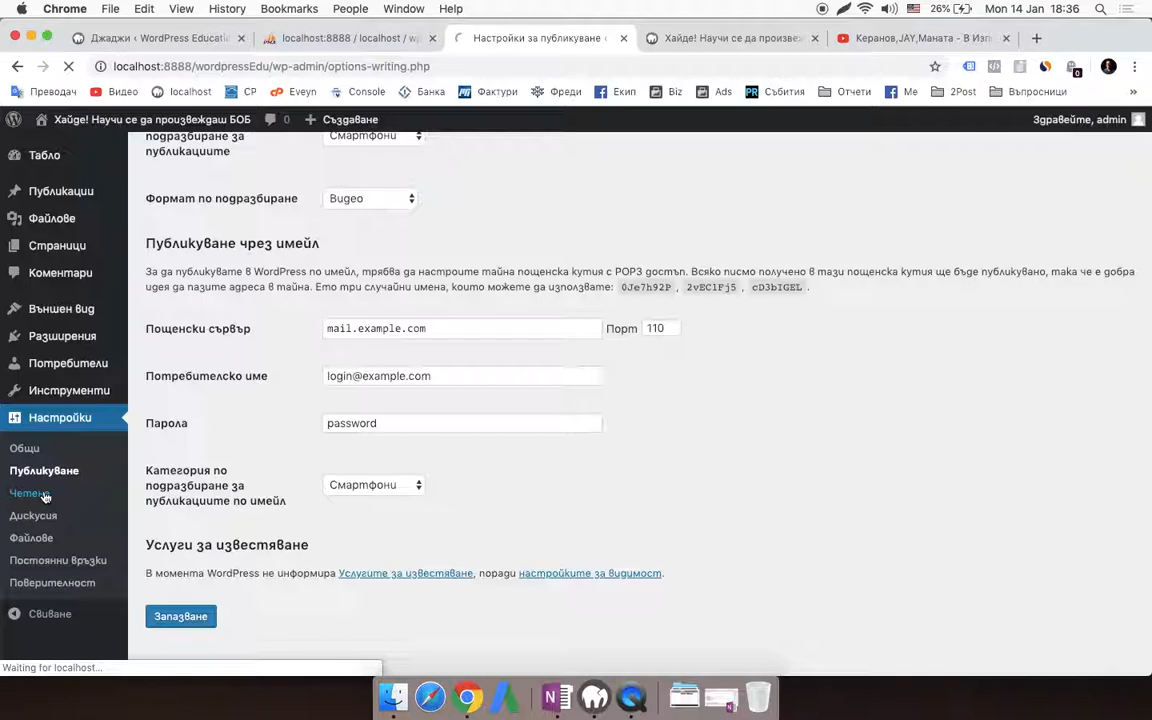 Chrome File Edit View History Bookmarks People Window Help 26% Mon 14 Jan 18:36
Джаджи ‹ WordPress Educati
localhost:8888 / localhost / wp
Настройки за публикуване ‹
Хайде! Научи се да произвеж
Керанов,JAY,Маната - В Изп
localhost:8888/wordpressEdu/wp-admin/options-writing.php
Преводач Видео localhost CP Eveyn Console Банка Фактури Фреди Екип Biz Ads Събития Отчети Me 2Post Въпросници »
Хайде! Научи се да произвеждаш БОБ 0 + Създаване Здравейте, admin
Табло
Публикации
Файлове
Страници
Коментари
Външен вид
Разширения
Потребители
Инструменти
Настройки
Общи
Публикуване
Четене
Дискусия
Файлове
Постоянни връзки
Поверителност
Свиване
подразбиране за
публикациите
Смартфони
Формат по подразбиране Видео
Публикуване чрез имейл
За да публикувате в WordPress по имейл, трябва да настроите тайна пощенска кутия с POP3 достъп. Всяко писмо получено в тази пощенска кутия ще бъде публикувано, така че е добра
идея да пазите адреса в тайна. Ето три случайни имена, които можете да използвате: 0Je7h92P , 2vEClFj5 , cD3bIGEL .
Пощенски сървър mail.example.com Порт 110
Потребителско име login@example.com
Парола password
Категория по
подразбиране за
публикациите по имейл
Смартфони
Услуги за известяване
В момента WordPress не информира Услугите за известяване, поради настройките за видимост.
Запазване
Waiting for localhost...